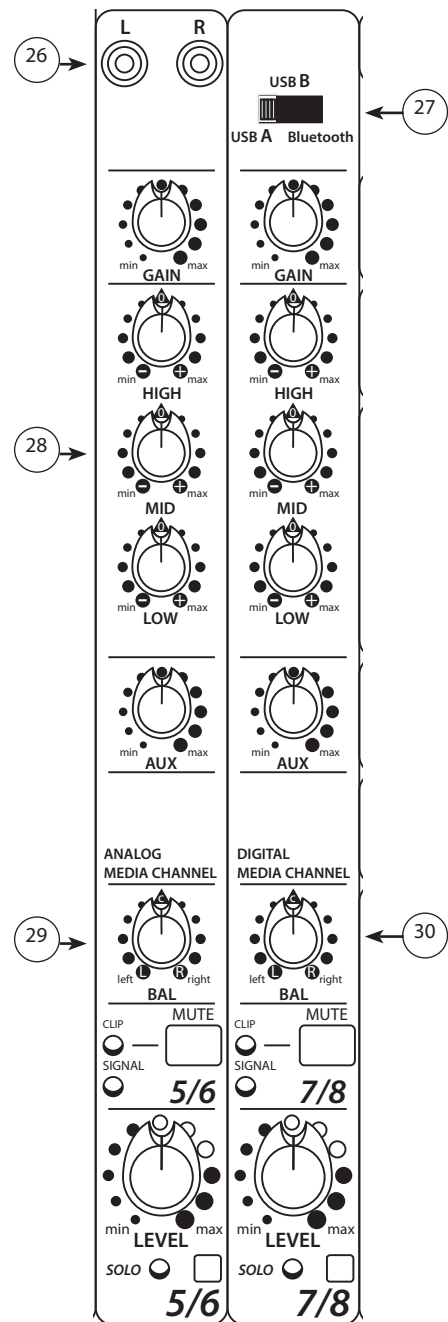 L R
26
USB B
27
USB A Bluetooth
min max
GAIN
min max
GAIN
0
0
min − + max
HIGH
min − + max
HIGH
0
0
28
min − + max
MID
min − + max
MID
0
0
min − + max
LOW
min − + max
LOW
min max
AUX
min max
AUX
ANALOG
MEDIA CHANNEL
DIGITAL
MEDIA CHANNEL
C
C
29
30
left L R right
BAL
left L R right
BAL
MUTE
CLIP
SIGNAL
5/6
MUTE
CLIP
SIGNAL
7/8
min max
LEVEL
SOLO
5/6
min max
LEVEL
SOLO
7/8